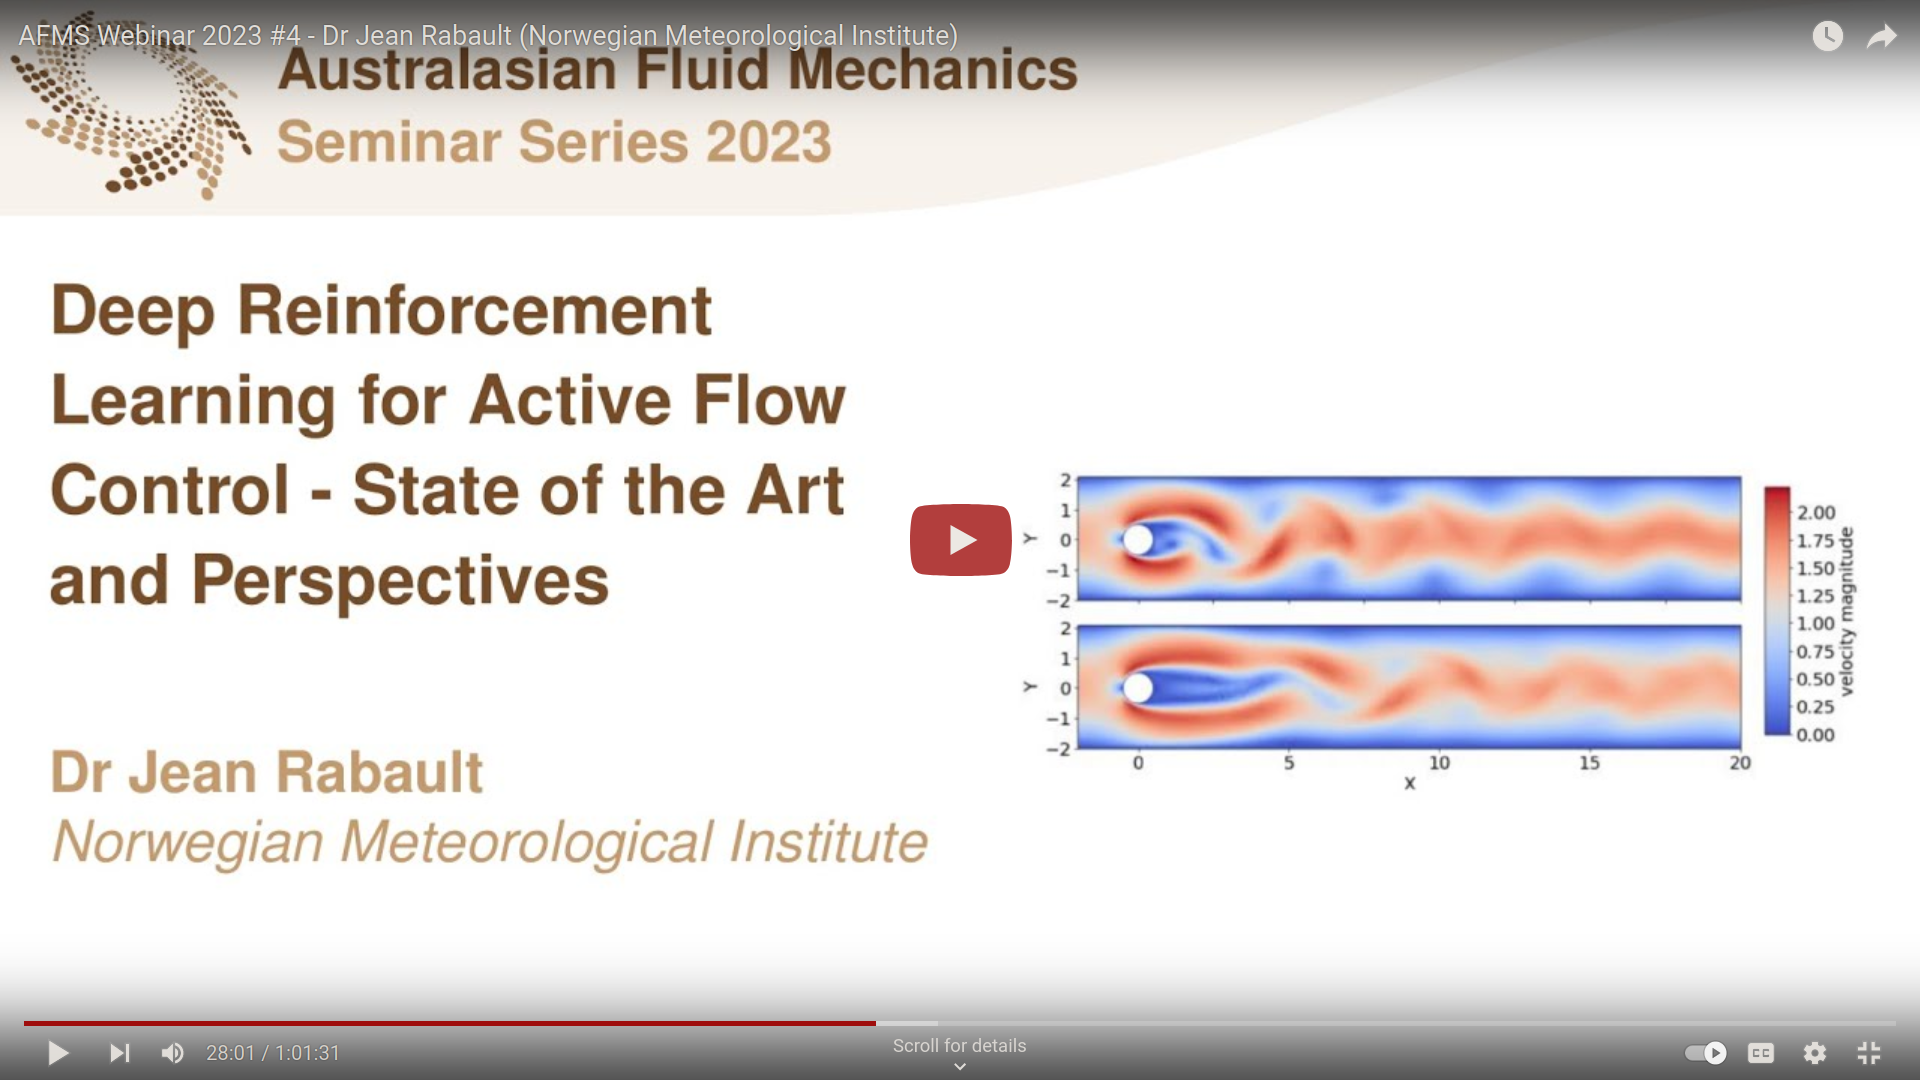 AFMS Webinar 2023 #4 - Dr Jean Rabault (Norwegian Meteorological Institute)
Australasian Fluid Mechanics
Seminar Series 2023
Deep Reinforcement
Learning for Active Flow
Control - State of the Art
and Perspectives
Dr Jean Rabault
Norwegian Meteorological Institute
2
1
0
−1
−2
Y
2
1
0
−1
−2
Y
0 5 10 15 20
X
2.00
1.75
1.50
1.25
1.00
0.75
0.50
0.25
0.00
velocity magnitude
28:01 / 1:01:31
Scroll for details
CC